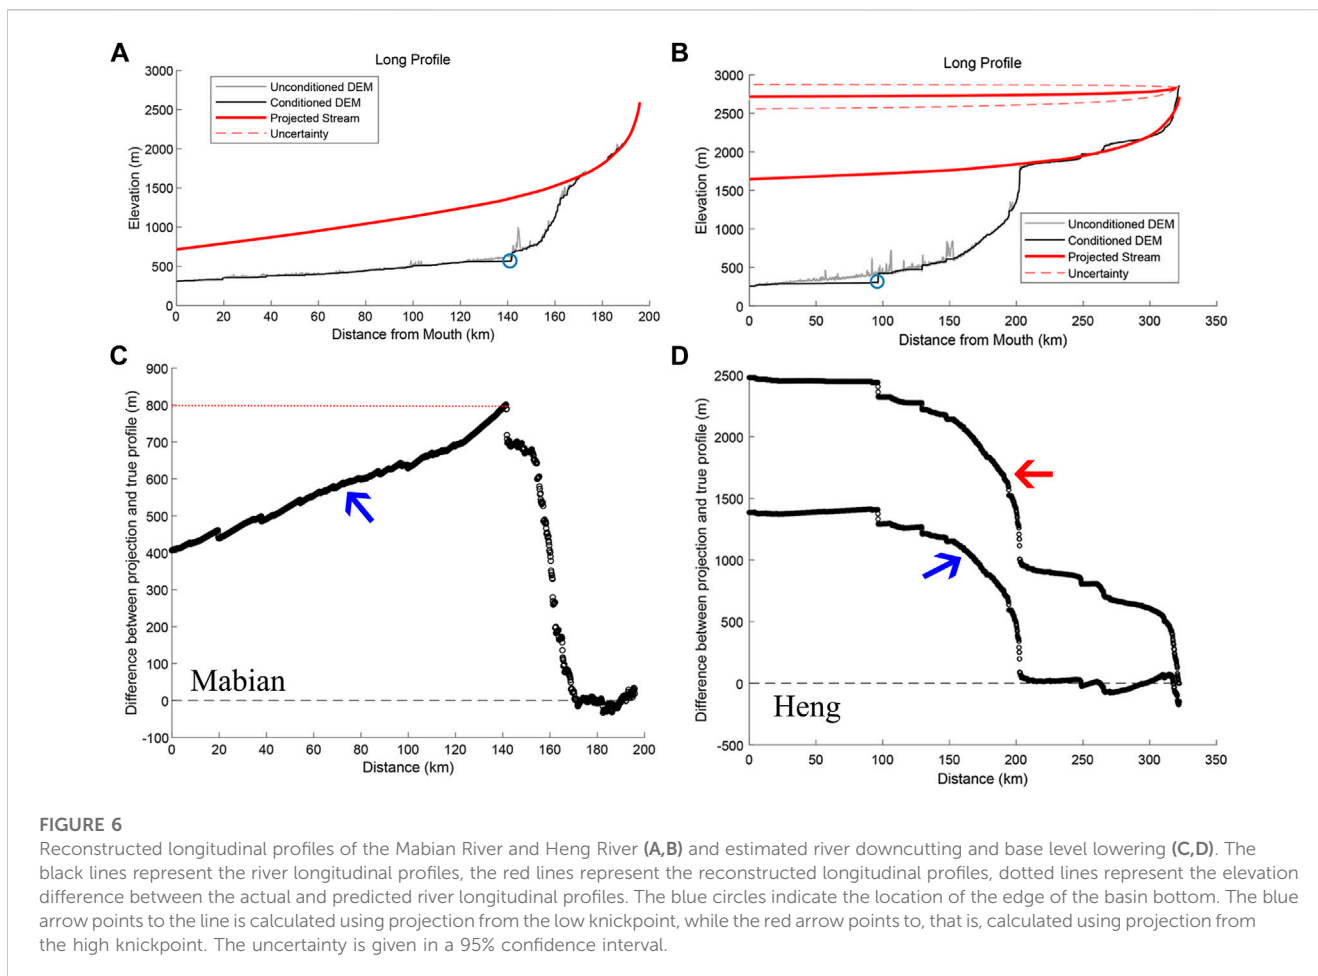 A
Long Profile
Unconditioned DEM
Conditioned DEM
Projected Stream
Uncertainty
Elevation (m)
3000
2500
2000
1500
1000
500
0
0 20 40 60 80 100 120 140 160 180 200
Distance from Mouth (km)
B
Long Profile
Elevation (m)
3000
2500
2000
1500
1000
500
0
Unconditioned DEM
Conditioned DEM
Projected Stream
Uncertainty
0 50 100 150 200 250 300 350
Distance from Mouth (km)
C
Difference between projection and true profile (m)
900
800
700
600
500
400
300
200
100
0
-100
Mabian
0 20 40 60 80 100 120 140 160 180 200
Distance (km)
D
Difference between projection and true profile (m)
2500
2000
1500
1000
500
0
-500
Heng
0 50 100 150 200 250 300 350
Distance (km)
FIGURE 6
Reconstructed longitudinal profiles of the Mabian River and Heng River (A,B) and estimated river downcutting and base level lowering (C,D). The
black lines represent the river longitudinal profiles, the red lines represent the reconstructed longitudinal profiles, dotted lines represent the elevation
difference between the actual and predicted river longitudinal profiles. The blue circles indicate the location of the edge of the basin bottom. The blue
arrow points to the line is calculated using projection from the low knickpoint, while the red arrow points to, that is, calculated using projection from
the high knickpoint. The uncertainty is given in a 95% confidence interval.